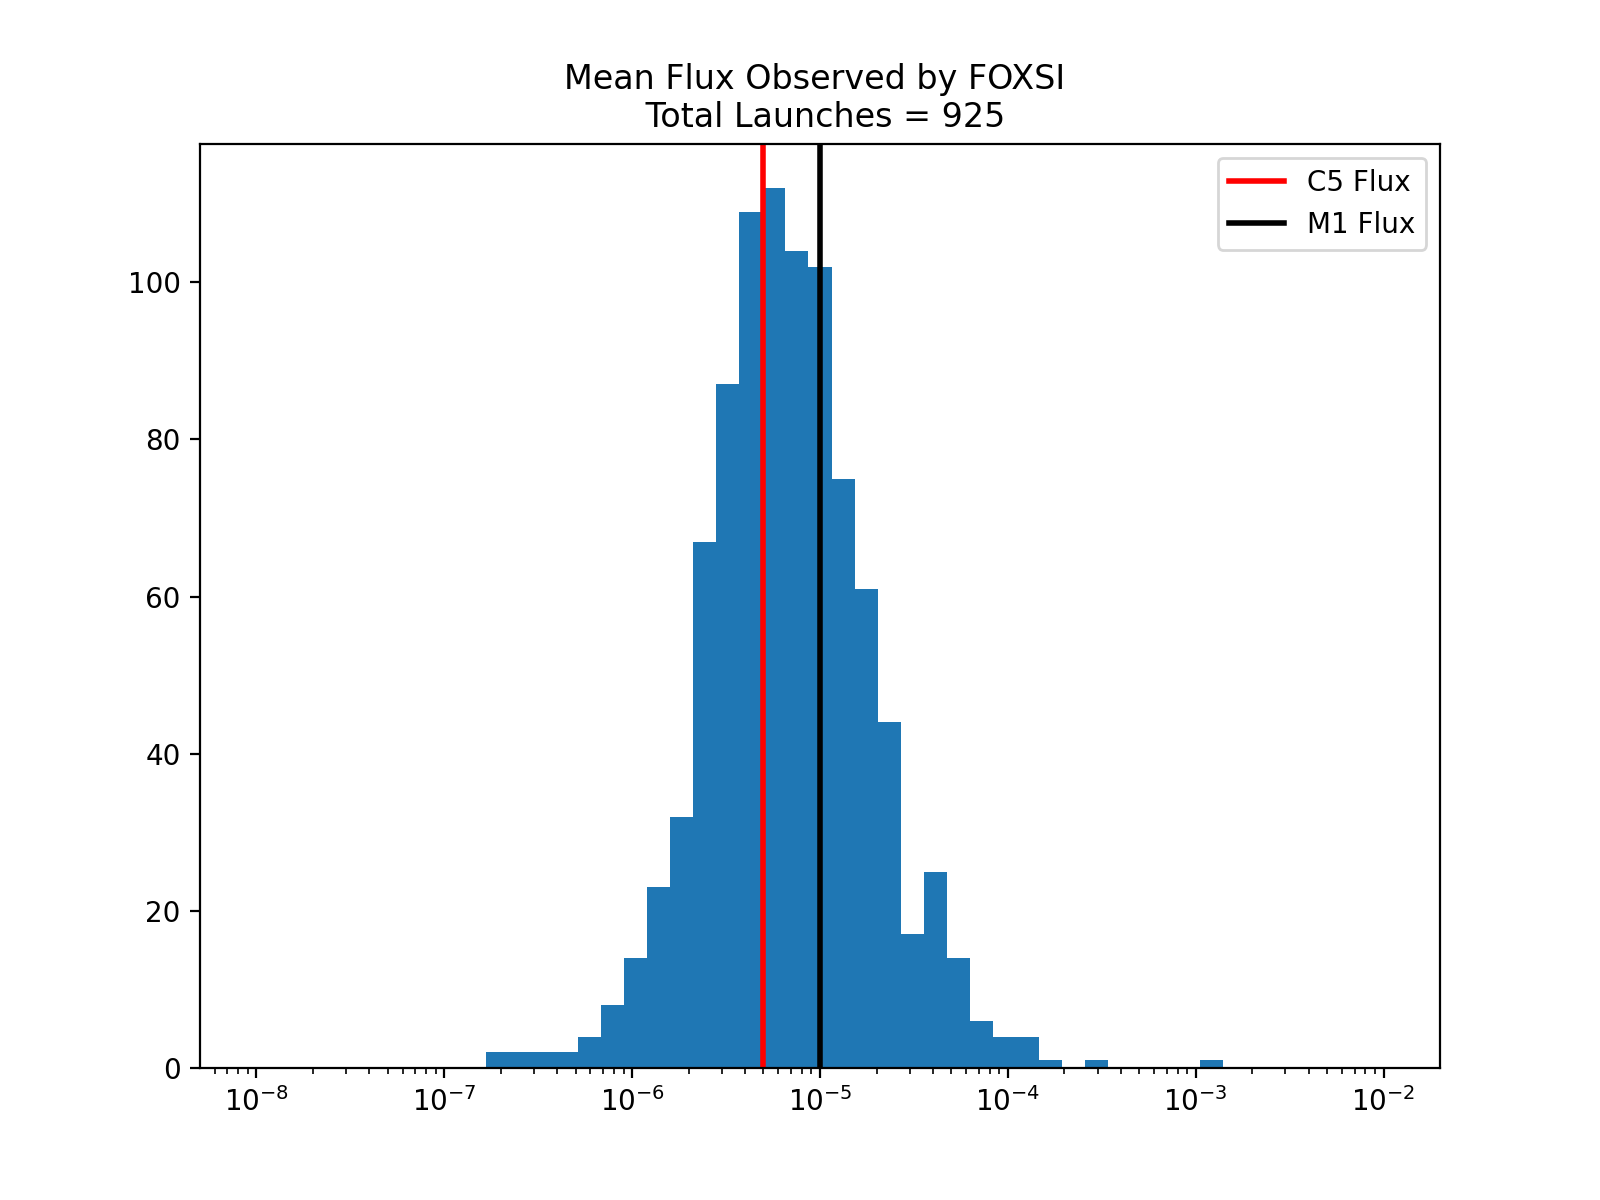 Mean Flux Observed by FOXSI
Total Launches = 925
C5 Flux
M1 Flux
100
80
60
40
20
0
10⁻⁸ 10⁻⁷ 10⁻⁶ 10⁻⁵ 10⁻⁴ 10⁻³ 10⁻²